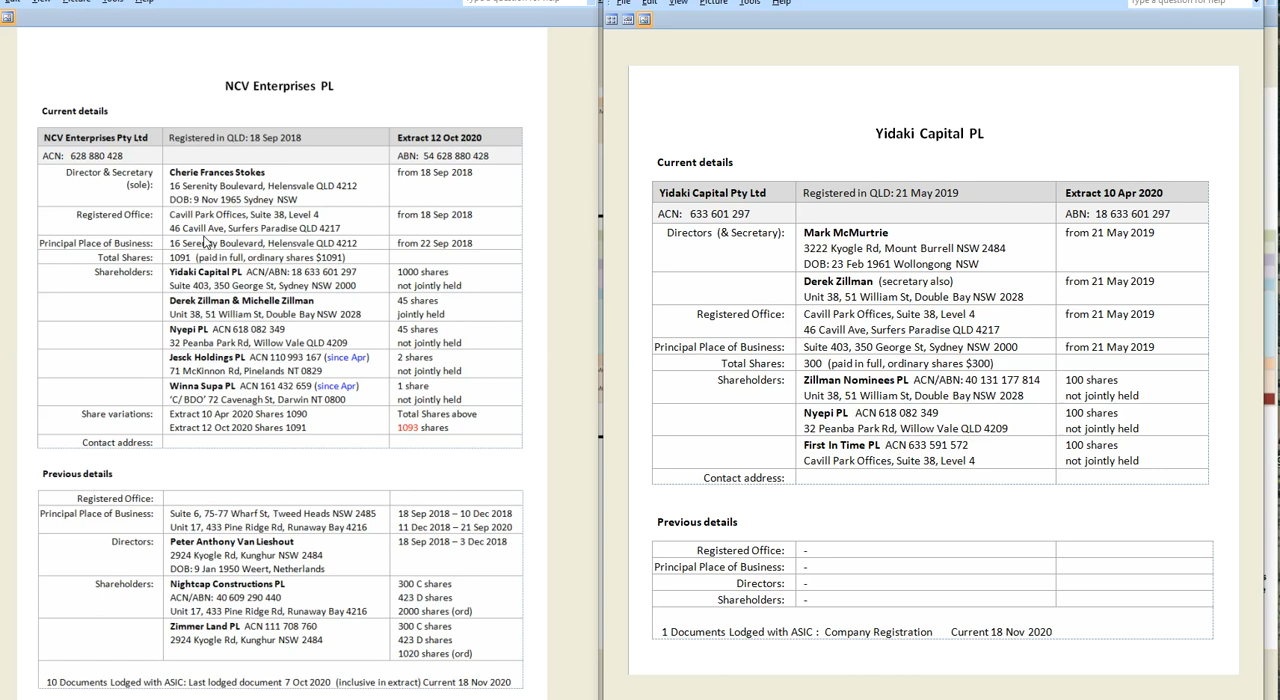 Edit View Picture Tools Help
Type a question for help
NCV Enterprises PL
Current details
NCV Enterprises Pty Ltd Registered in QLD: 18 Sep 2018 Extract 12 Oct 2020
ACN: 628 880 428 ABN: 54 628 880 428
Director & Secretary (sole): Cherie Frances Stokes from 18 Sep 2018
16 Serenity Boulevard, Helensvale QLD 4212
DOB: 9 Nov 1965 Sydney NSW
Registered Office: Cavill Park Offices, Suite 38, Level 4 from 18 Sep 2018
46 Cavill Ave, Surfers Paradise QLD 4217
Principal Place of Business: 16 Serenity Boulevard, Helensvale QLD 4212 from 22 Sep 2018
Total Shares: 1091 (paid in full, ordinary shares $1091)
Shareholders: Yidaki Capital PL ACN/ABN: 18 633 601 297 1000 shares
Suite 403, 350 George St, Sydney NSW 2000 not jointly held
Derek Zillman & Michelle Zillman 45 shares
Unit 38, 51 William St, Double Bay NSW 2028 jointly held
Nyepi PL ACN 618 082 349 45 shares
32 Peanba Park Rd, Willow Vale QLD 4209 not jointly held
Jesck Holdings PL ACN 110 993 167 (since Apr) 2 shares
71 McKinnon Rd, Pinelands NT 0829 not jointly held
Winna Supa PL ACN 161 432 659 (since Apr) 1 share
‘C/ BDO’ 72 Cavenagh St, Darwin NT 0800 not jointly held
Share variations: Extract 10 Apr 2020 Shares 1090 Total Shares above
Extract 12 Oct 2020 Shares 1091 1093 shares
Contact address:
Previous details
Registered Office:
Principal Place of Business: Suite 6, 75-77 Wharf St, Tweed Heads NSW 2485 18 Sep 2018 – 10 Dec 2018
Unit 17, 433 Pine Ridge Rd, Runaway Bay 4216 11 Dec 2018 – 21 Sep 2020
Directors: Peter Anthony Van Lieshout 18 Sep 2018 – 3 Dec 2018
2924 Kyogle Rd, Kunghur NSW 2484
DOB: 9 Jan 1950 Weert, Netherlands
Shareholders: Nightcap Constructions PL 300 C shares
ACN/ABN: 40 609 290 440 423 D shares
Unit 17, 433 Pine Ridge Rd, Runaway Bay 4216 2000 shares (ord)
Zimmer Land PL ACN 111 708 760 300 C shares
2924 Kyogle Rd, Kunghur NSW 2484 423 D shares
1020 shares (ord)
10 Documents Lodged with ASIC: Last lodged document 7 Oct 2020 (inclusive in extract) Current 18 Nov 2020
File Edit View Picture Tools Help
Type a question for help
Yidaki Capital PL
Current details
Yidaki Capital Pty Ltd Registered in QLD: 21 May 2019 Extract 10 Apr 2020
ACN: 633 601 297 ABN: 18 633 601 297
Directors (& Secretary): Mark McMurtrie from 21 May 2019
3222 Kyogle Rd, Mount Burrell NSW 2484
DOB: 23 Feb 1961 Wollongong NSW
Derek Zillman (secretary also) from 21 May 2019
Unit 38, 51 William St, Double Bay NSW 2028
Registered Office: Cavill Park Offices, Suite 38, Level 4 from 21 May 2019
46 Cavill Ave, Surfers Paradise QLD 4217
Principal Place of Business: Suite 403, 350 George St, Sydney NSW 2000 from 21 May 2019
Total Shares: 300 (paid in full, ordinary shares $300)
Shareholders: Zillman Nominees PL ACN/ABN: 40 131 177 814 100 shares
Unit 38, 51 William St, Double Bay NSW 2028 not jointly held
Nyepi PL ACN 618 082 349 100 shares
32 Peanba Park Rd, Willow Vale QLD 4209 not jointly held
First In Time PL ACN 633 591 572 100 shares
Cavill Park Offices, Suite 38, Level 4 not jointly held
Contact address:
Previous details
Registered Office: -
Principal Place of Business: -
Directors: -
Shareholders: -
1 Documents Lodged with ASIC : Company Registration Current 18 Nov 2020